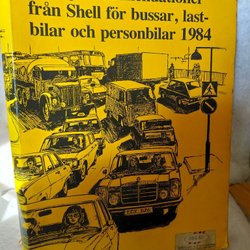 från Shell för bussar, last-
bilar och personbilar 1984